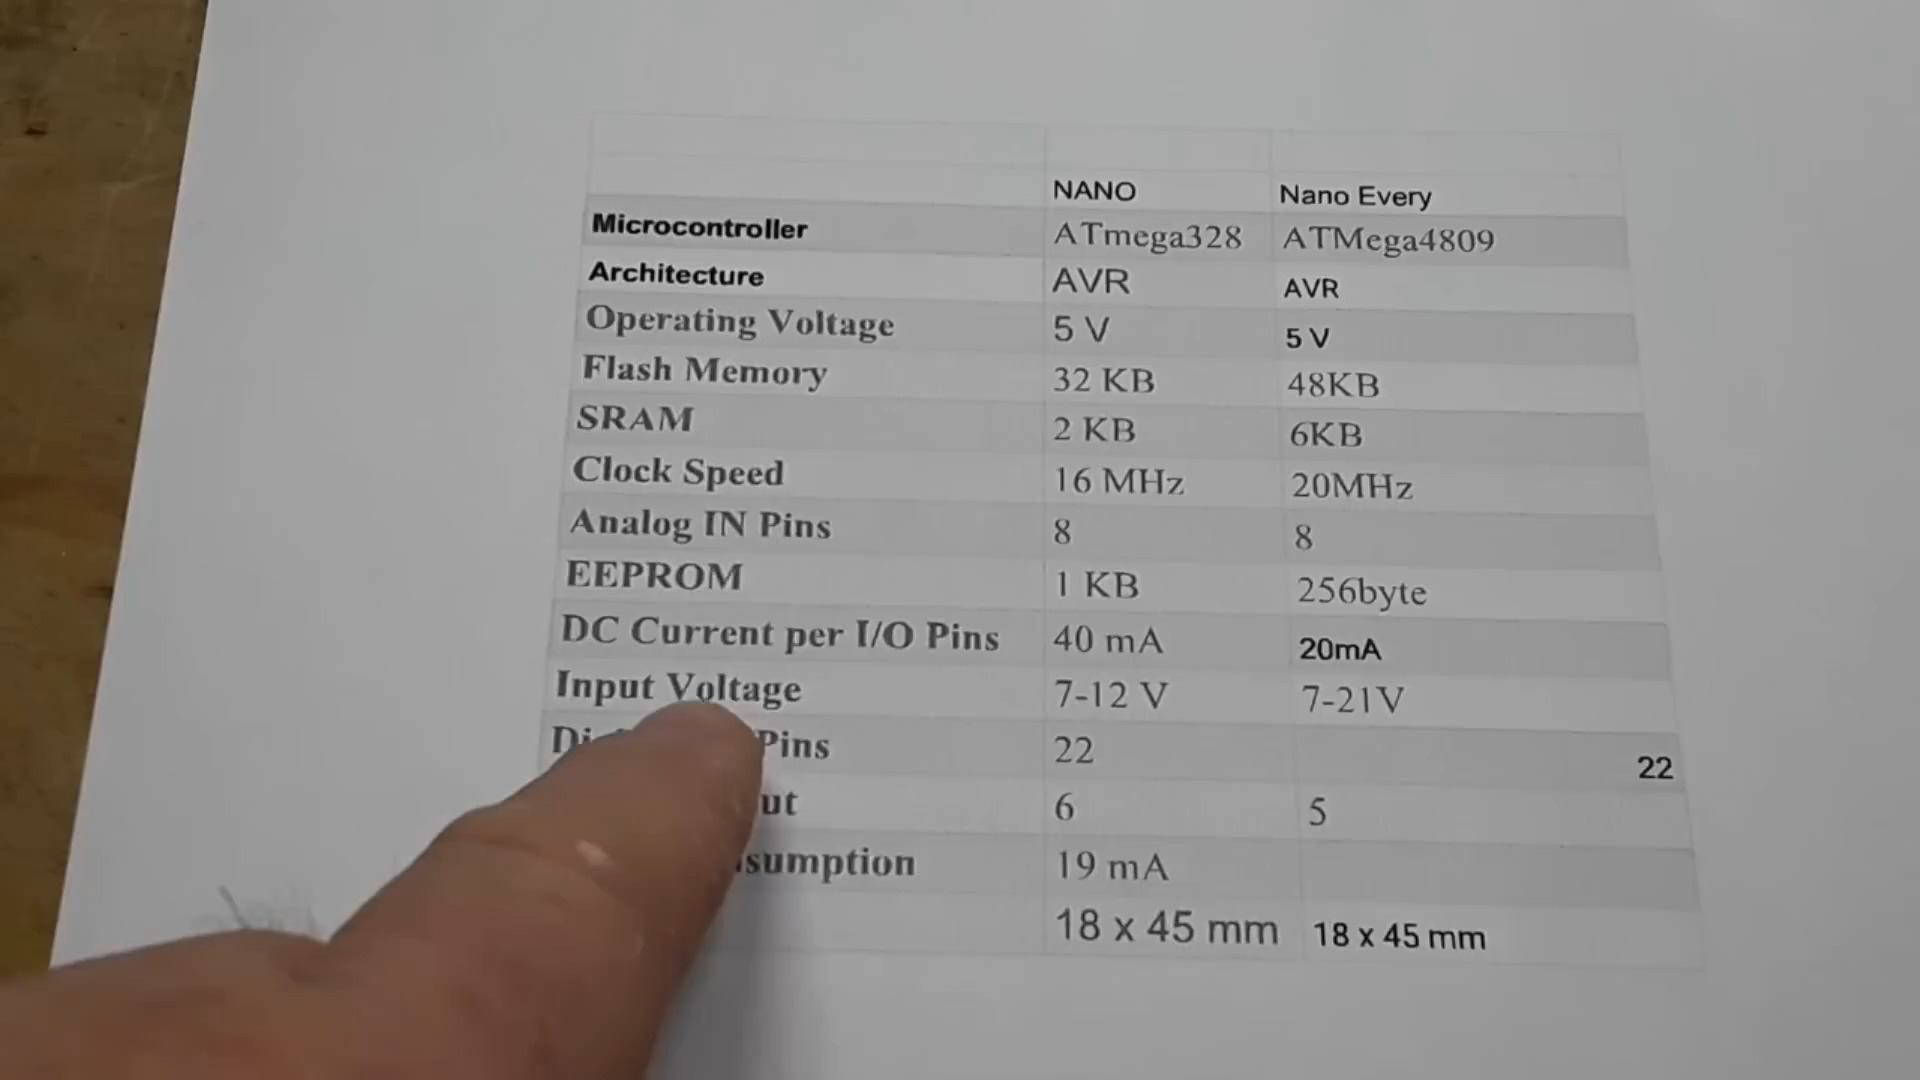 NANO Nano Every
Microcontroller ATmega328 ATMega4809
Architecture AVR AVR
Operating Voltage 5 V 5 V
Flash Memory 32 KB 48KB
SRAM 2 KB 6KB
Clock Speed 16 MHz 20MHz
Analog IN Pins 8 8
EEPROM 1 KB 256byte
DC Current per I/O Pins 40 mA 20mA
Input Voltage 7-12 V 7-21V
Pins 22 22
6 5
19 mA
18 x 45 mm 18 x 45 mm